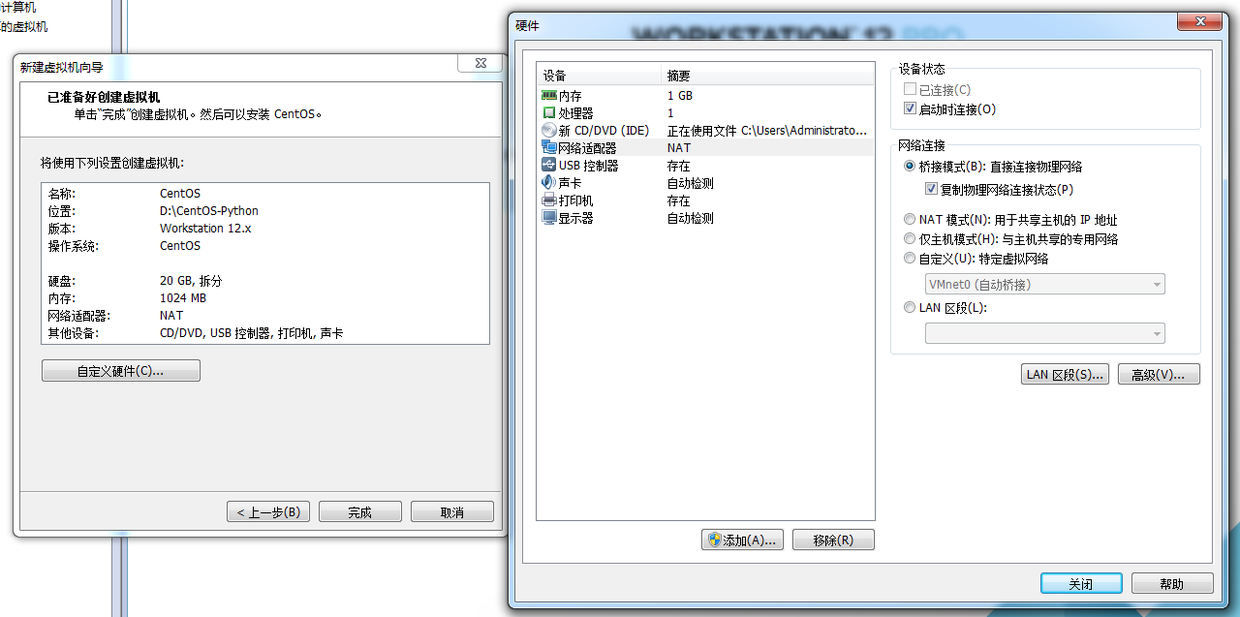 计算机
的虚拟机
新建虚拟机向导
已准备好创建虚拟机
单击“完成”创建虚拟机。然后可以安装 CentOS。
将使用下列设置创建虚拟机:
名称: CentOS
位置: D:\CentOS-Python
版本: Workstation 12.x
操作系统: CentOS
硬盘: 20 GB, 拆分
内存: 1024 MB
网络适配器: NAT
其他设备: CD/DVD, USB 控制器, 打印机, 声卡
自定义硬件(C)...
< 上一步(B) 完成 取消
硬件
WORKSTATION 12 PRO
设备 摘要
内存 1 GB
处理器 1
新 CD/DVD (IDE) 正在使用文件 C:\Users\Administrato...
网络适配器 NAT
USB 控制器 存在
声卡 自动检测
打印机 存在
显示器 自动检测
添加(A)... 移除(R)
设备状态
已连接(C)
启动时连接(O)
网络连接
桥接模式(B): 直接连接物理网络
复制物理网络连接状态(P)
NAT 模式(N): 用于共享主机的 IP 地址
仅主机模式(H): 与主机共享的专用网络
自定义(U): 特定虚拟网络
VMnet0 (自动桥接)
LAN 区段(L):
LAN 区段(S)... 高级(V)...
关闭 帮助